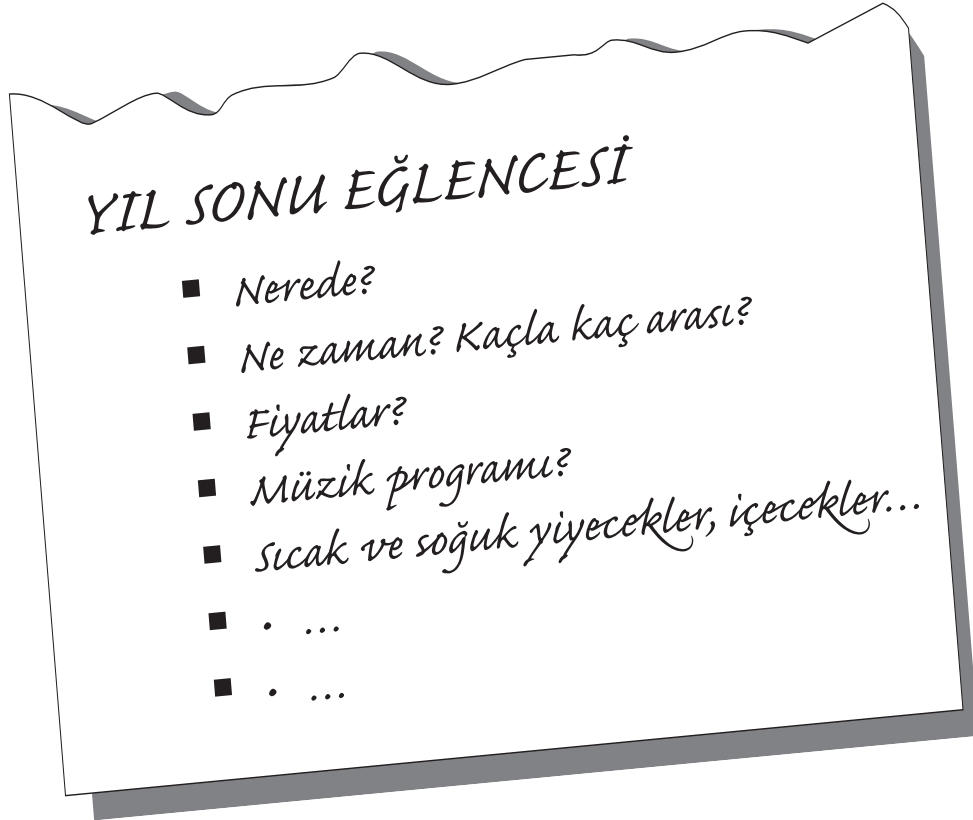 YIL SONU EĞLENCESİ
▪ Nerede?
▪ Ne zaman? Kaçla kaç arası?
▪ Fiyatlar?
▪ Müzik programı?
▪ Sıcak ve soğuk yiyecekler, içecekler...
▪ • ...
▪ • ...